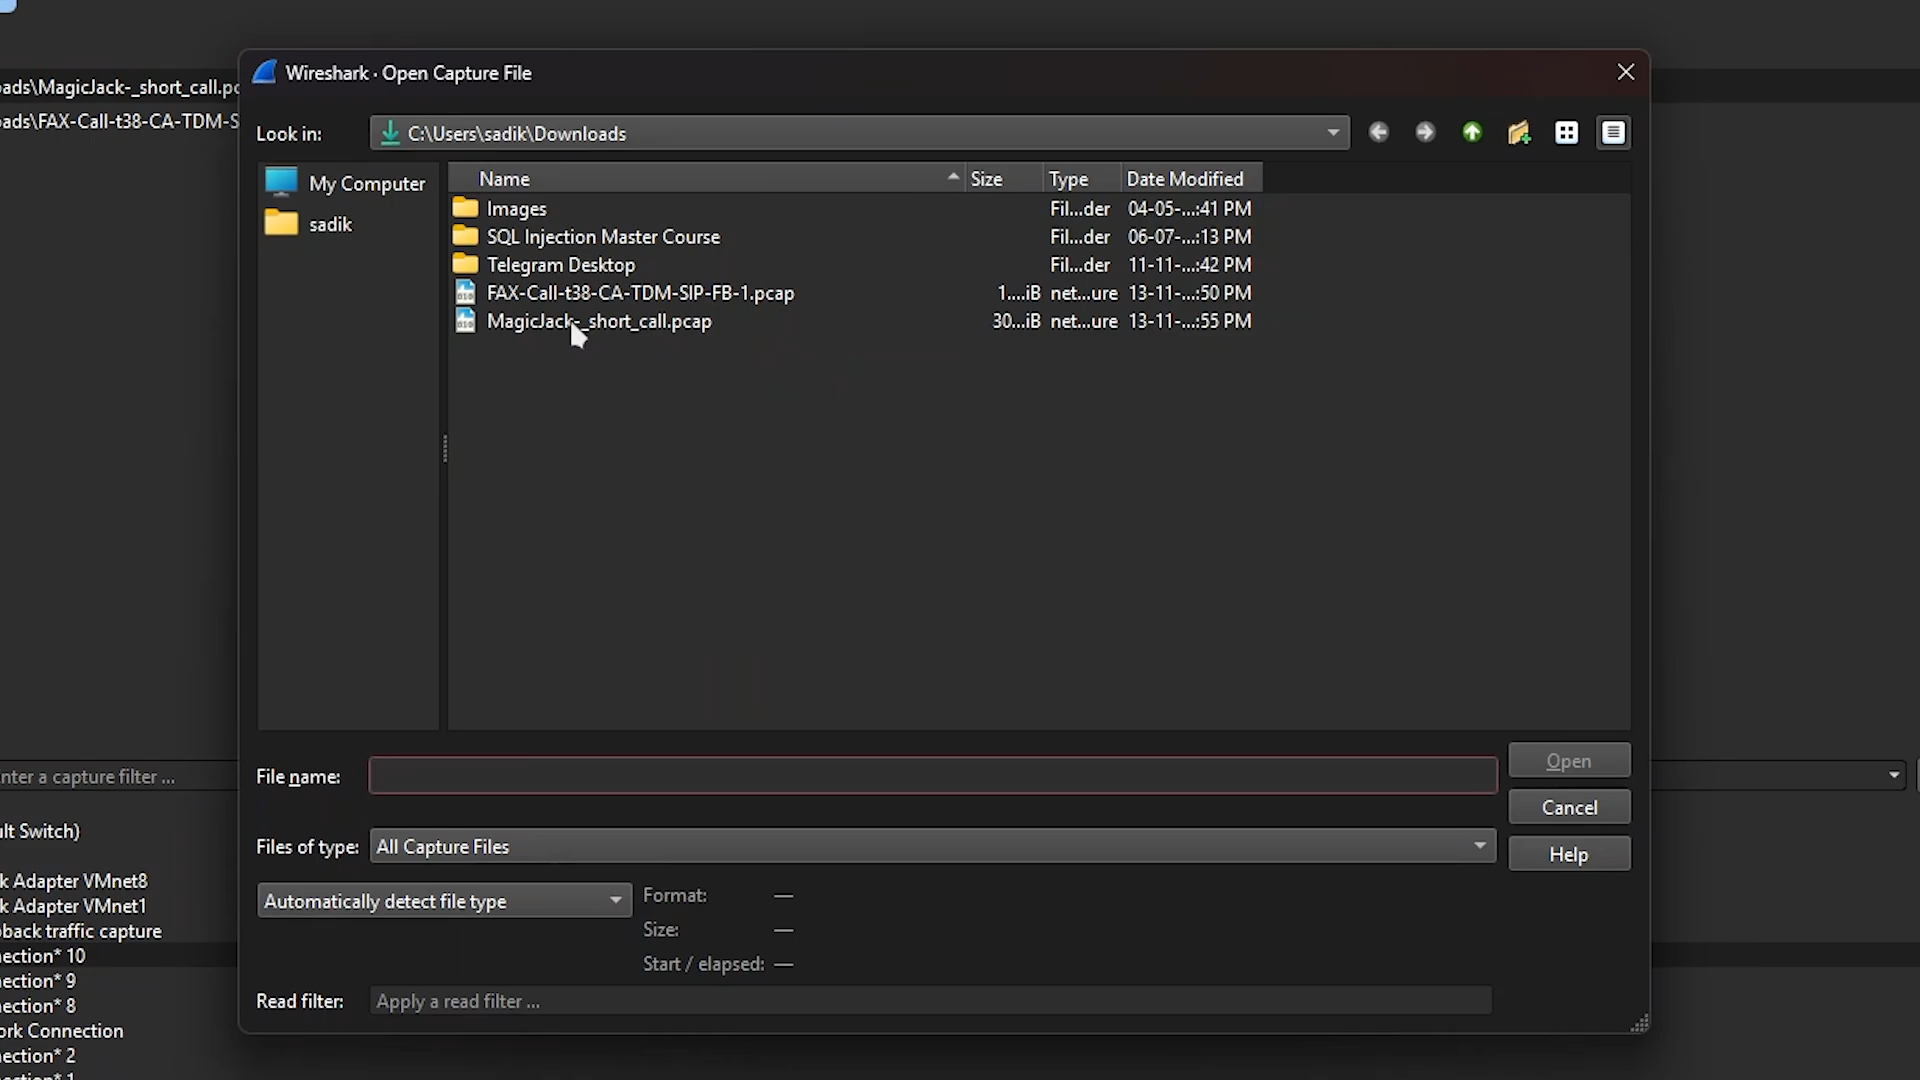 Wireshark · Open Capture File
ads\MagicJack-_short_call.pc
ads\FAX-Call-t38-CA-TDM-S
Look in: C:\Users\sadik\Downloads
My Computer
sadik
Name Size Type Date Modified
Images Fil...der 04-05-...:41 PM
SQL Injection Master Course Fil...der 06-07-...:13 PM
Telegram Desktop Fil...der 11-11-...:42 PM
FAX-Call-t38-CA-TDM-SIP-FB-1.pcap 1....iB net...ure 13-11-...:50 PM
MagicJack-_short_call.pcap 30...iB net...ure 13-11-...:55 PM
nter a capture filter ...
File name: Open
Cancel
ult Switch)
Files of type: All Capture Files Help
k Adapter VMnet8
k Adapter VMnet1
back traffic capture
nection* 10
nection* 9
nection* 8
ork Connection
nection* 2
Automatically detect file type Format: —
Size: —
Start / elapsed: —
Read filter: Apply a read filter ...